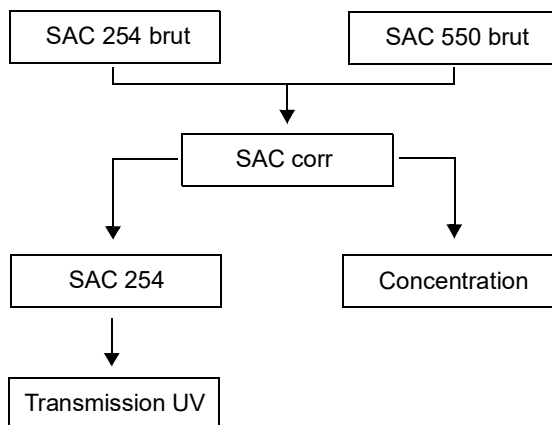 SAC 254 brut
SAC 550 brut
SAC corr
SAC 254
Concentration
Transmission UV